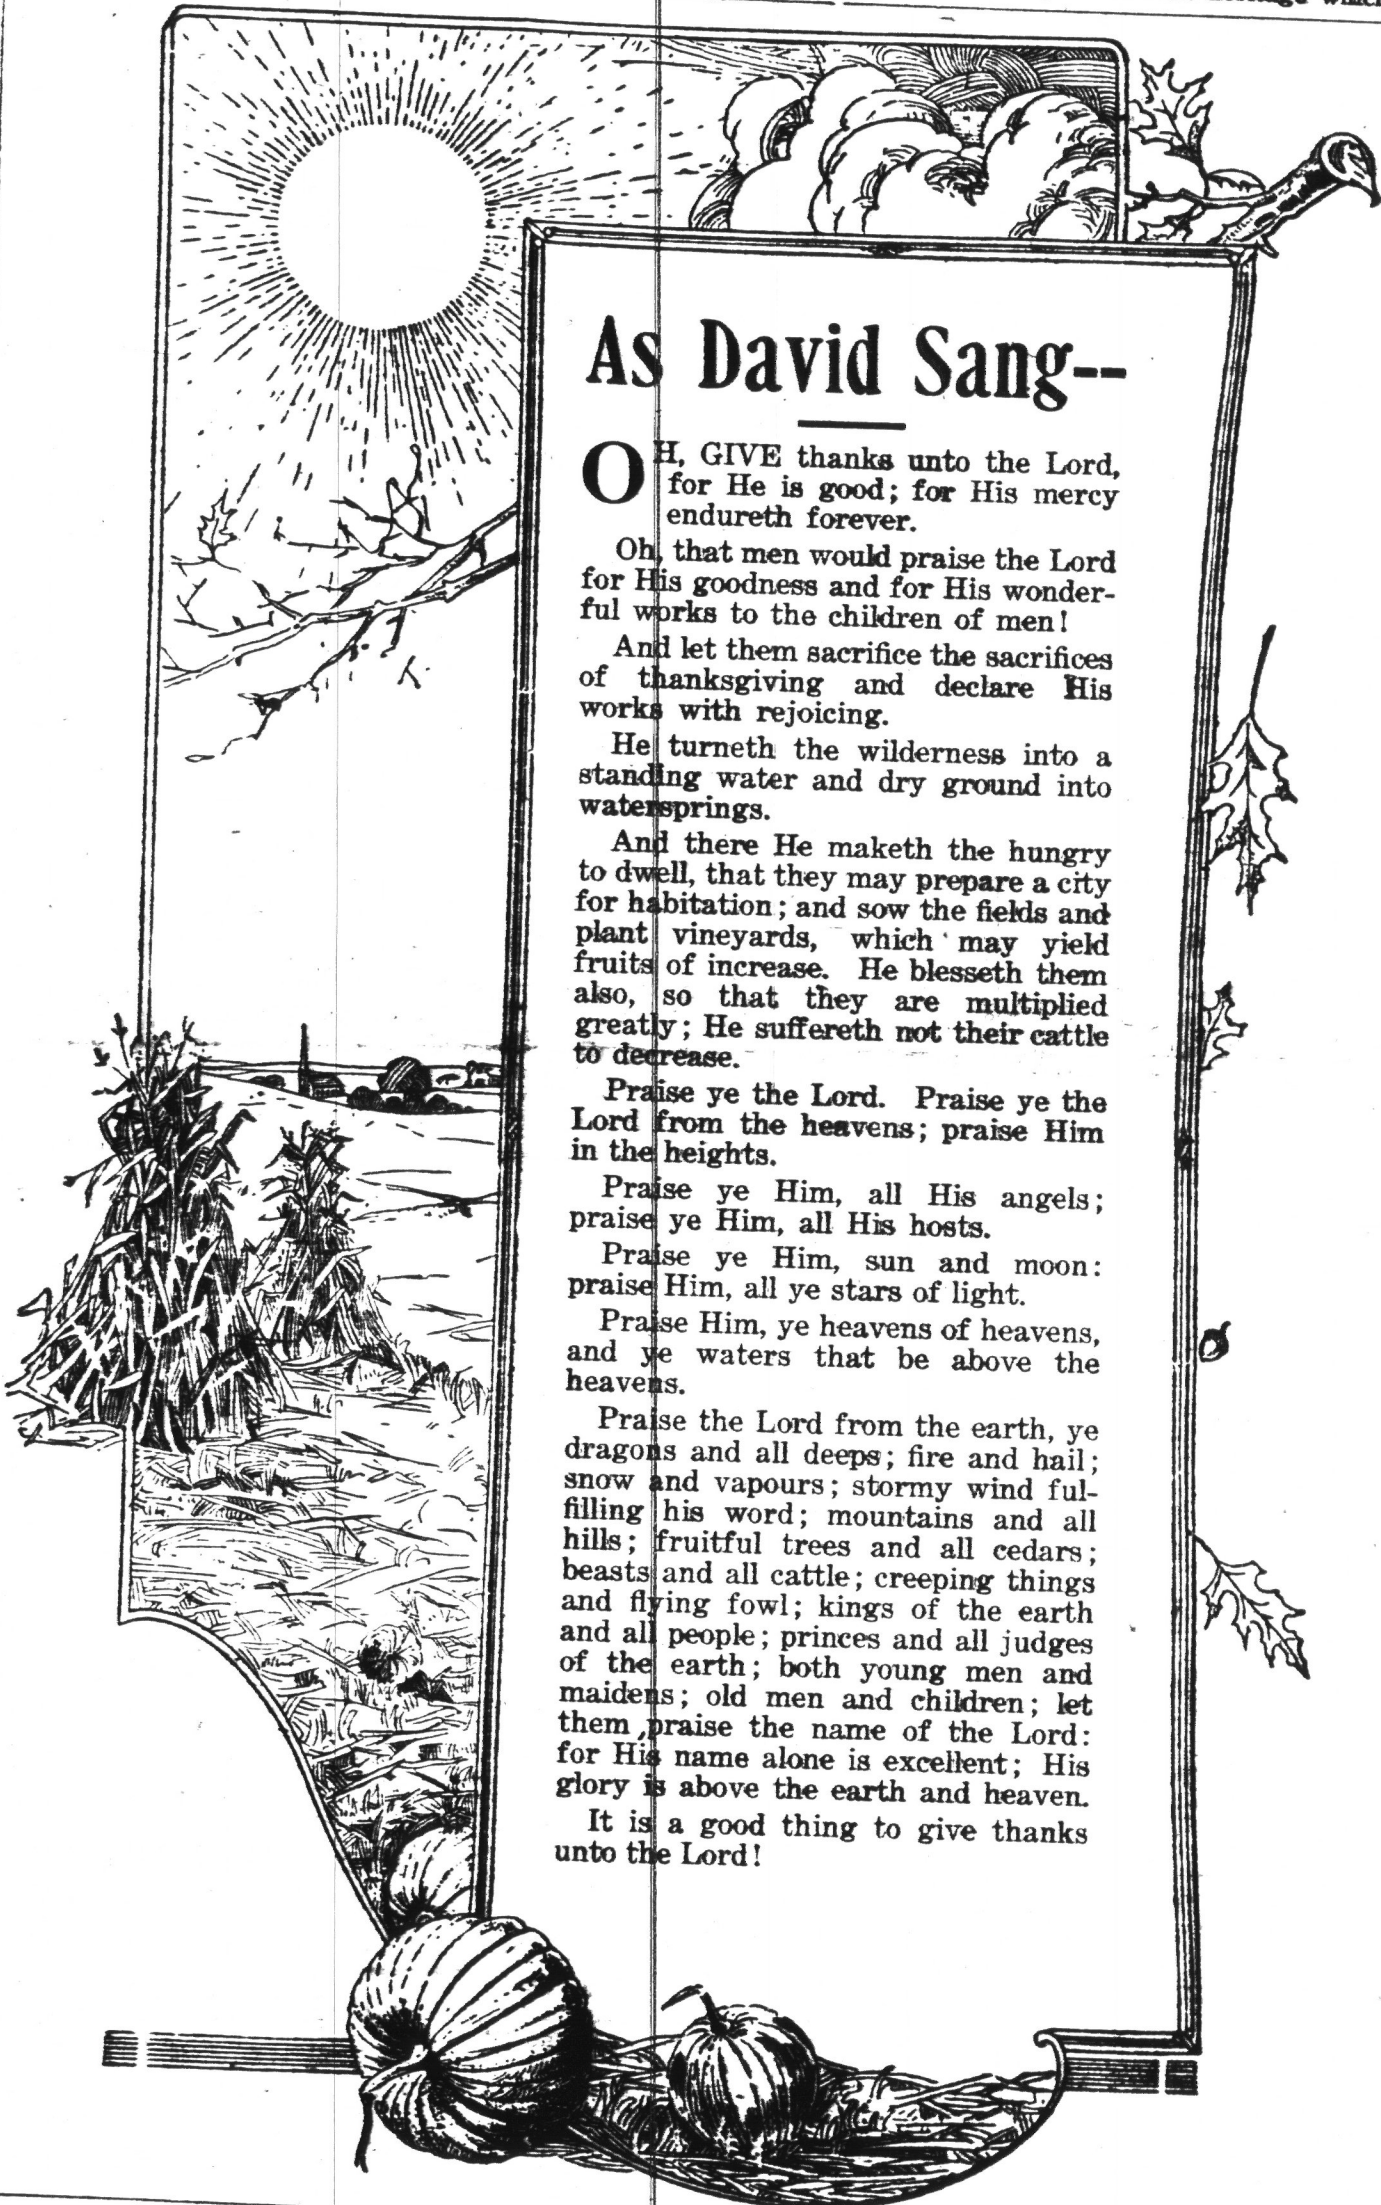 which
As David Sang--
OH, GIVE thanks unto the Lord,
for He is good; for His mercy
endureth forever.
Oh, that men would praise the Lord
for His goodness and for His wonder-
ful works to the children of men!
And let them sacrifice the sacrifices
of thanksgiving and declare His
works with rejoicing.
He turneth the wilderness into a
standing water and dry ground into
watersprings.
And there He maketh the hungry
to dwell, that they may prepare a city
for habitation; and sow the fields and
plant vineyards, which may yield
fruits of increase. He blesseth them
also, so that they are multiplied
greatly; He suffereth not their cattle
to decrease.
Praise ye the Lord. Praise ye the
Lord from the heavens; praise Him
in the heights.
Praise ye Him, all His angels;
praise ye Him, all His hosts.
Praise ye Him, sun and moon:
praise Him, all ye stars of light.
Praise Him, ye heavens of heavens,
and ye waters that be above the
heavens.
Praise the Lord from the earth, ye
dragons and all deeps; fire and hail;
snow and vapours; stormy wind ful-
filling his word; mountains and all
hills; fruitful trees and all cedars;
beasts and all cattle; creeping things
and flying fowl; kings of the earth
and all people; princes and all judges
of the earth; both young men and
maidens; old men and children; let
them praise the name of the Lord:
for His name alone is excellent; His
glory is above the earth and heaven.
It is a good thing to give thanks
unto the Lord!